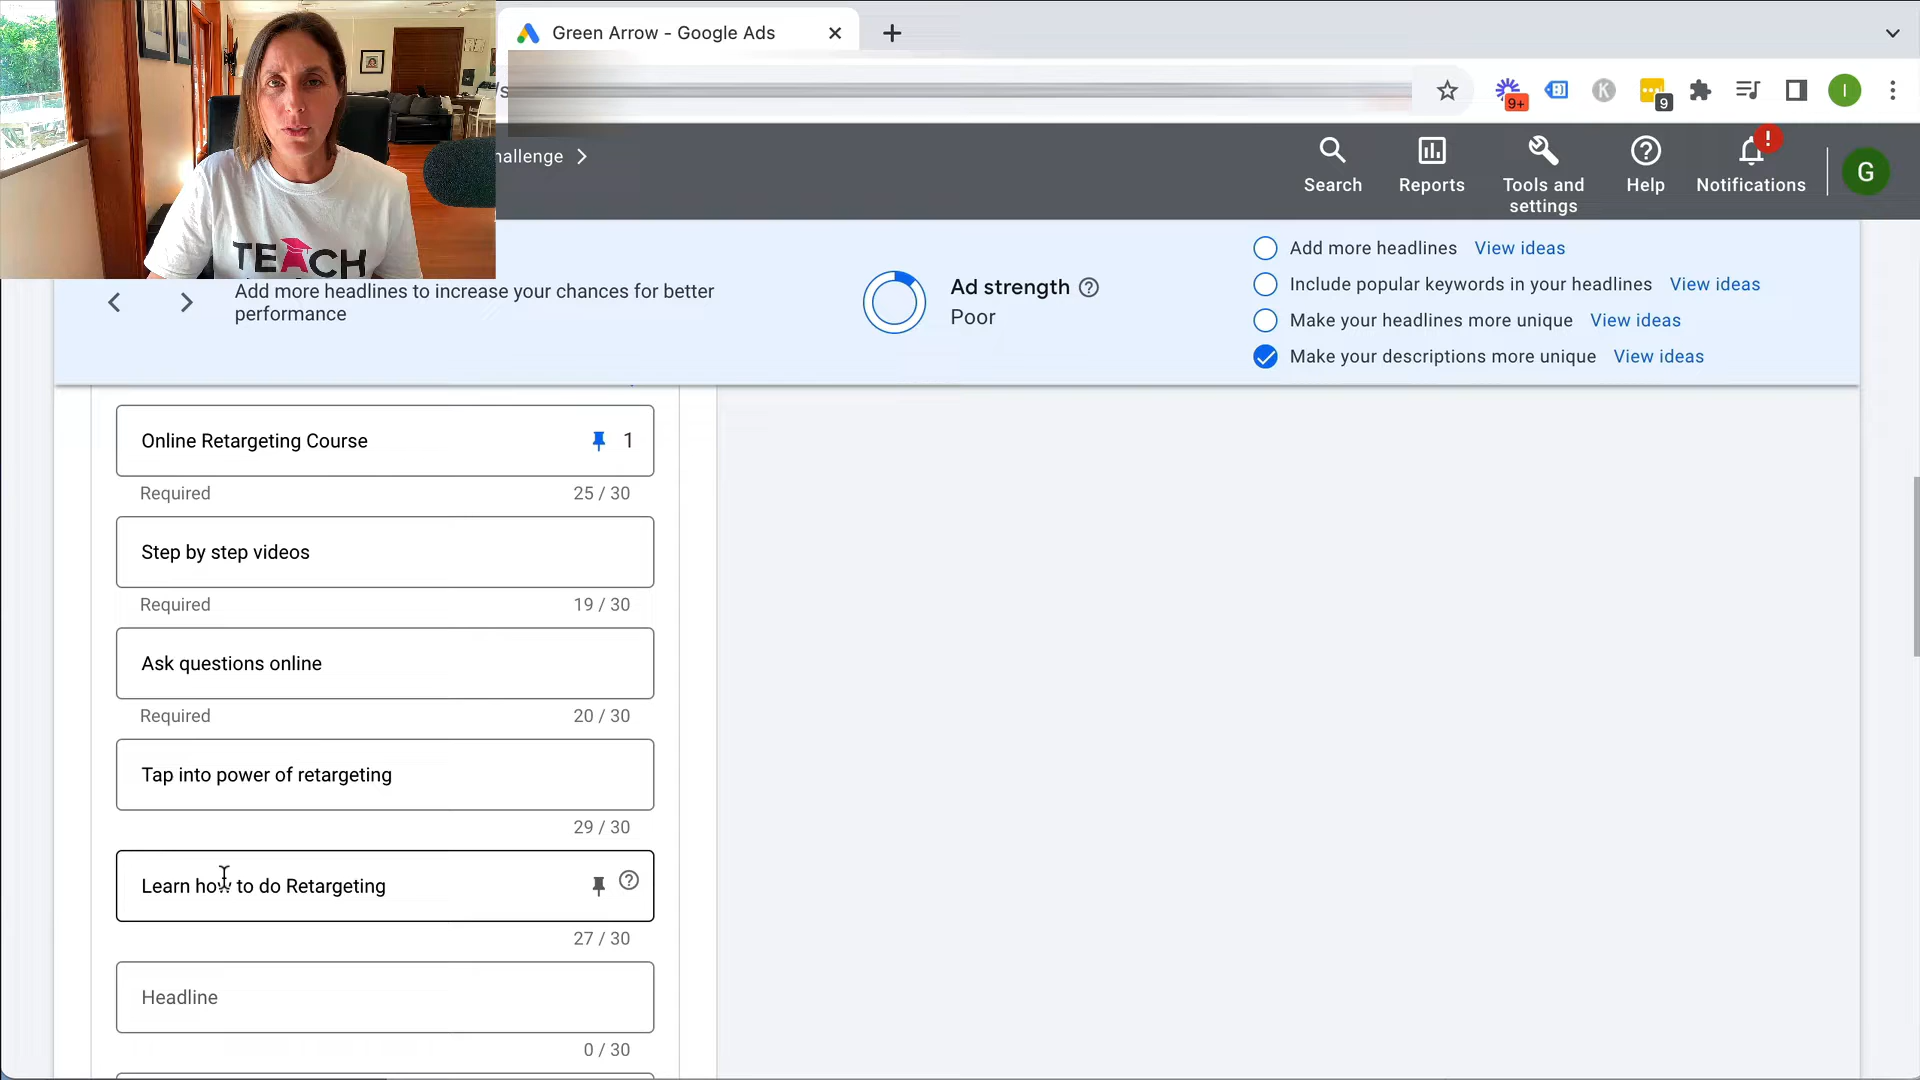 Green Arrow - Google Ads
9+
K
9
I
TEACH
hallenge
Search
Reports
Tools and
settings
Help
Notifications
!
G
Add more headlines to increase your chances for better
performance
Ad strength
Poor
Add more headlines View ideas
Include popular keywords in your headlines View ideas
Make your headlines more unique View ideas
Make your descriptions more unique View ideas
Online Retargeting Course 1
Required 25 / 30
Step by step videos
Required 19 / 30
Ask questions online
Required 20 / 30
Tap into power of retargeting
29 / 30
Learn how to do Retargeting
27 / 30
Headline
0 / 30